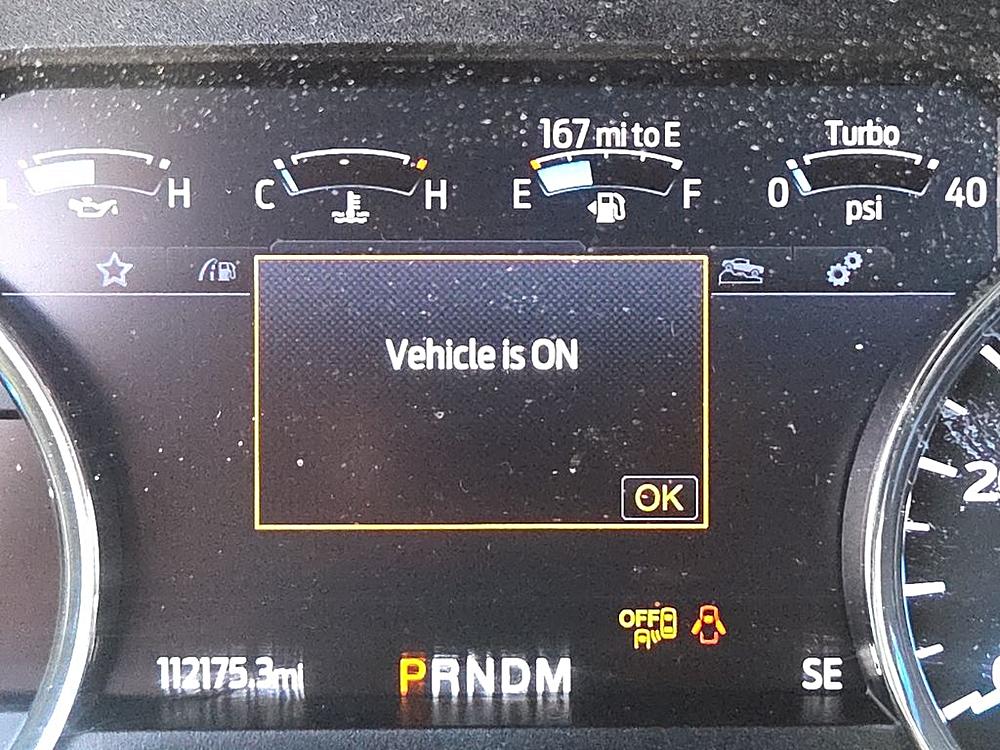 167 mi to E
Turbo
L H
C H
E F
0 40
psi
Vehicle is ON
OK
OFF
112175.3mi
PRNDM
SE